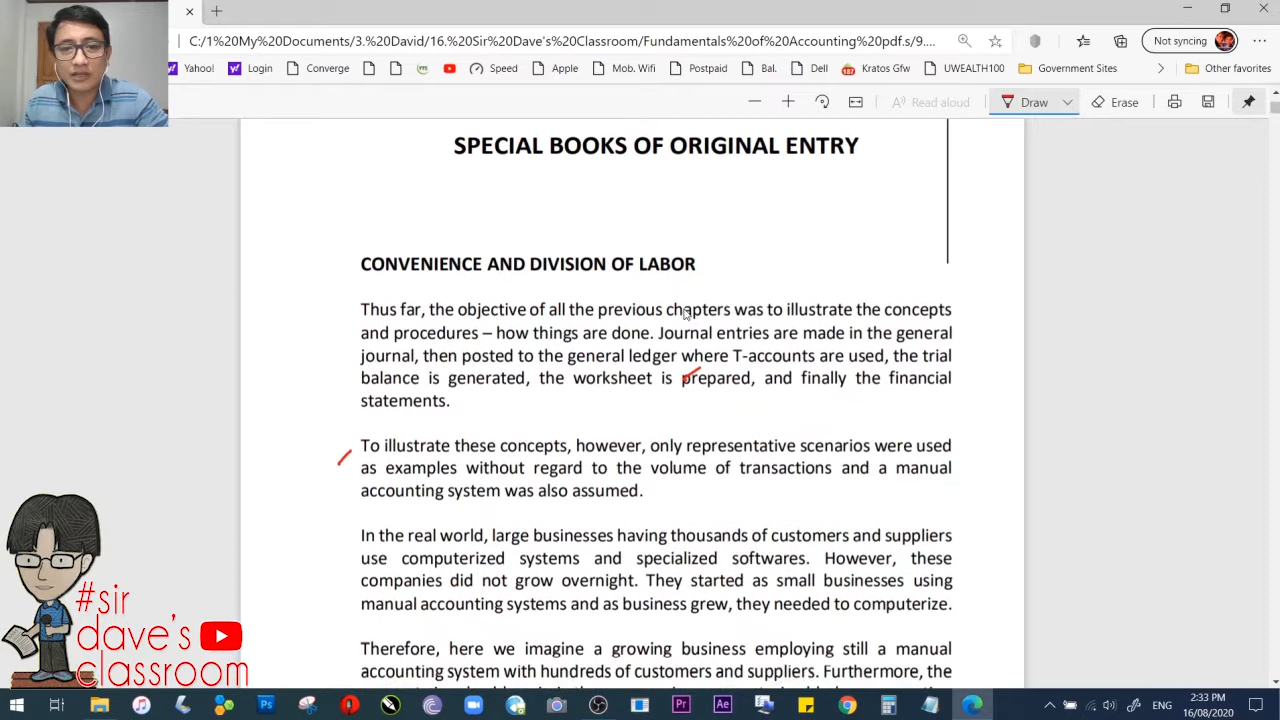 C:/1%20My%20Documents/3.%20David/16.%20Sir%20Dave's%20Classroom/Fundamentals%20of%20Accounting%20pdf.s/9....
Not syncing
Yahoo!
Login
Converge
Speed
Apple
Mob. Wifi
Postpaid
Bal.
Dell
Kratos Gfw
UWEALTH100
Government Sites
Other favorites
Read aloud
Draw
Erase
SPECIAL BOOKS OF ORIGINAL ENTRY
CONVENIENCE AND DIVISION OF LABOR
Thus far, the objective of all the previous chapters was to illustrate the concepts
and procedures – how things are done. Journal entries are made in the general
journal, then posted to the general ledger where T-accounts are used, the trial
balance is generated, the worksheet is prepared, and finally the financial
statements.
To illustrate these concepts, however, only representative scenarios were used
as examples without regard to the volume of transactions and a manual
accounting system was also assumed.
In the real world, large businesses having thousands of customers and suppliers
use computerized systems and specialized softwares. However, these
companies did not grow overnight. They started as small businesses using
manual accounting systems and as business grew, they needed to computerize.
Therefore, here we imagine a growing business employing still a manual
accounting system with hundreds of customers and suppliers. Furthermore, the
#sir
dave's
classroom
ENG
2:33 PM
16/08/2020